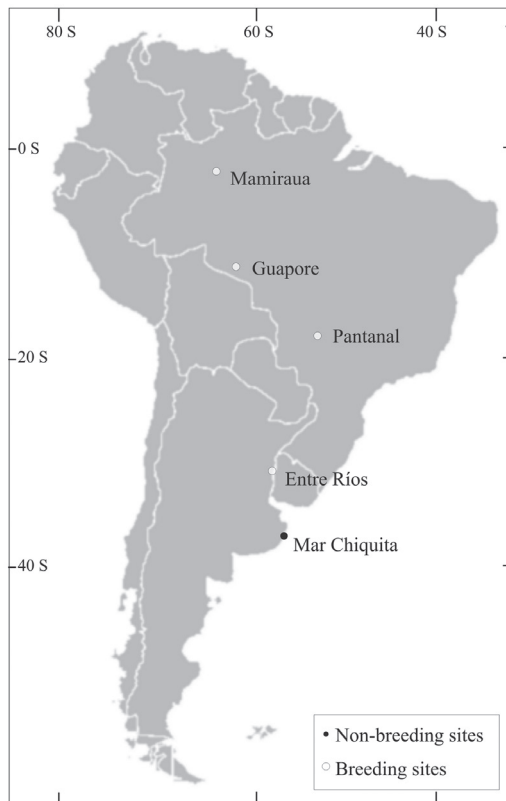 80 S 60 S 40 S
0 S
Mamiraua
Guapore
Pantanal
20 S
Entre Ríos
Mar Chiquita
40 S
Non-breeding sites
Breeding sites